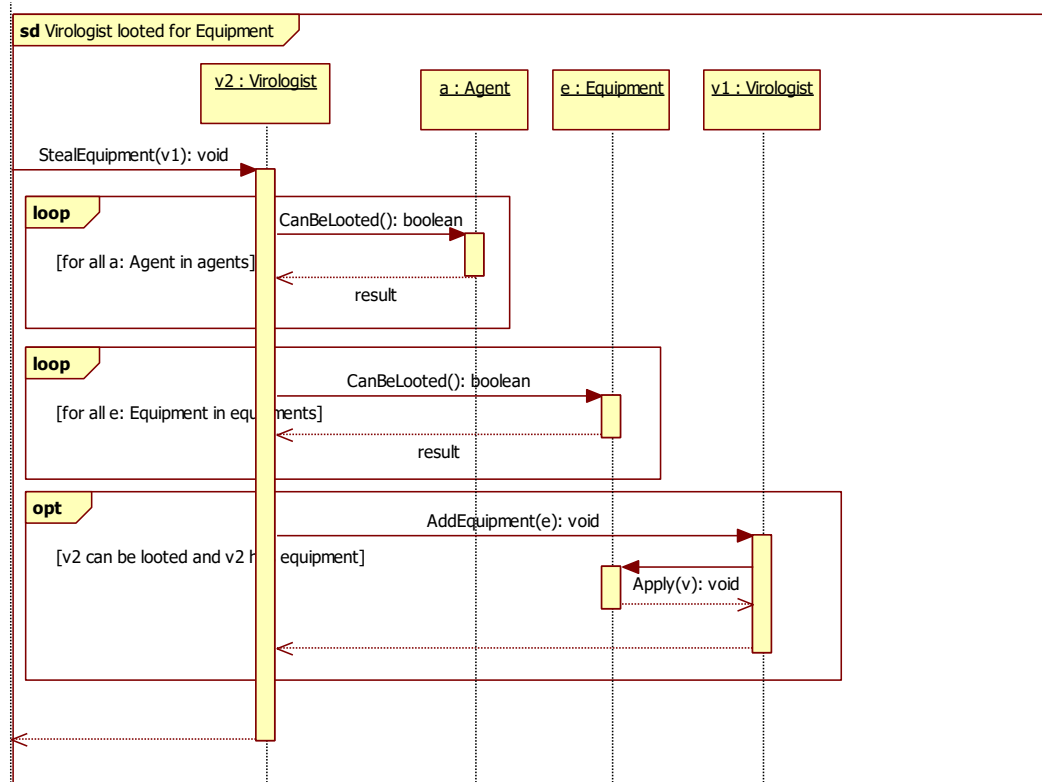 sd Virologist looted for Equipment
v2 : Virologist
a : Agent
e : Equipment
v1 : Virologist
StealEquipment(v1): void
loop
CanBeLooted(): boolean
[for all a: Agent in agents]
result
loop
CanBeLooted(): boolean
[for all e: Equipment in equipments]
result
opt
AddEquipment(e): void
[v2 can be looted and v2 has equipment]
Apply(v): void